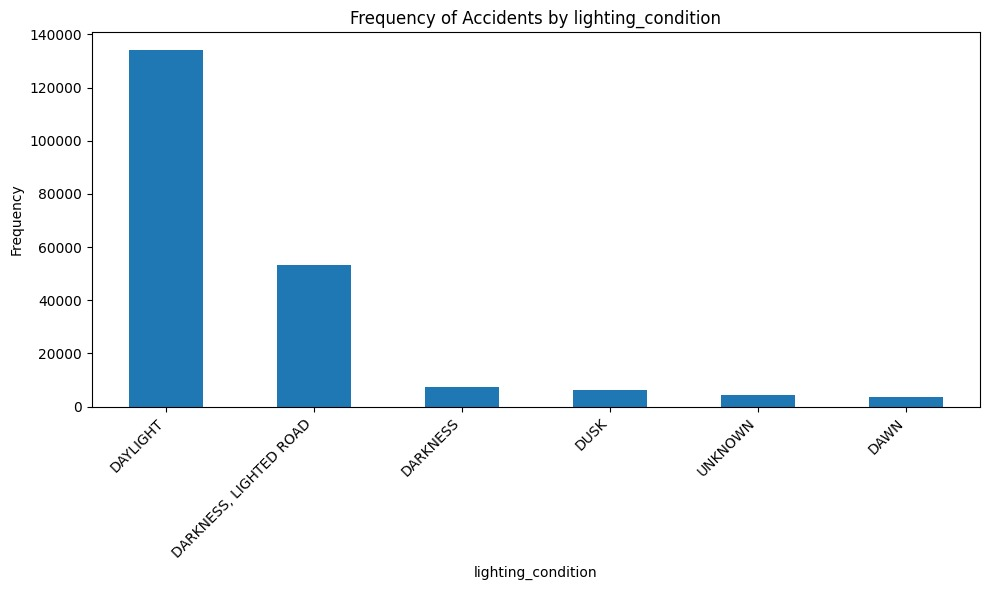 Frequency of Accidents by lighting_condition
140000
120000
100000
80000
60000
40000
20000
0
Frequency
DAYLIGHT
DARKNESS, LIGHTED ROAD
DARKNESS
DUSK
UNKNOWN
DAWN
lighting_condition